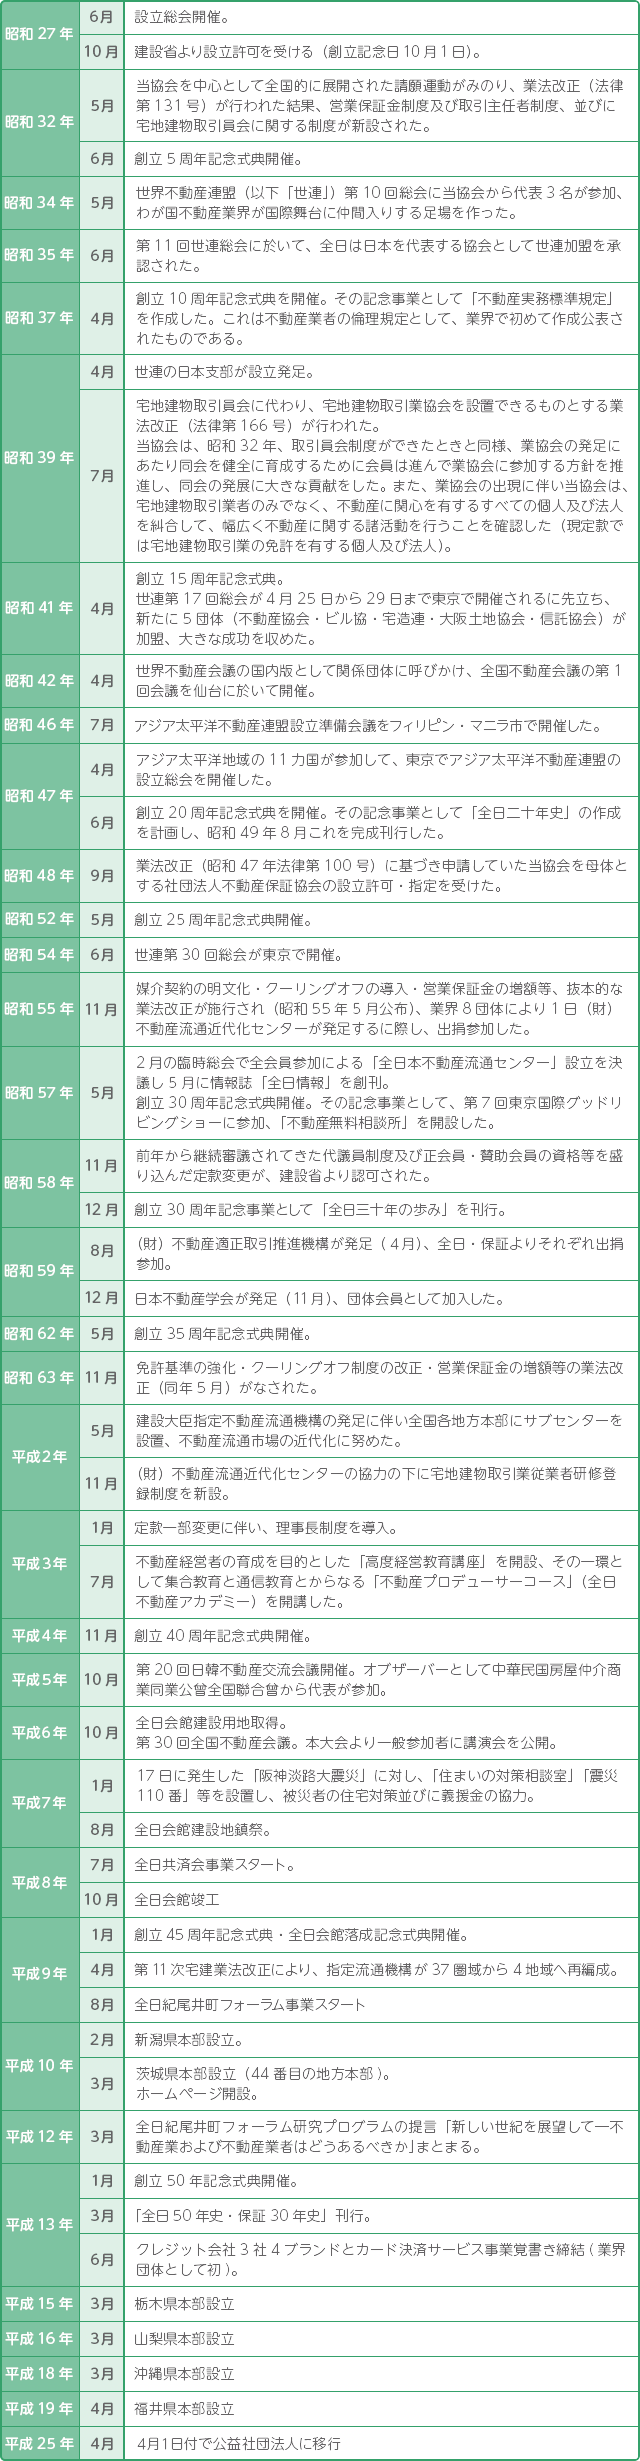 昭和 27 年
6月
設立総会開催。
10 月
建設省より設立許可を受ける（創立記念日 10 月 1 日）。
昭和 32 年
5月
当協会を中心として全国的に展開された請願運動がみのり、業法改正（法律
第 131 号）が行われた結果、営業保証金制度及び取引主任者制度、並びに
宅地建物取引員会に関する制度が新設された。
6月
創立 5 周年記念式典開催。
昭和 34 年
5月
世界不動産連盟（以下「世連」）第 10 回総会に当協会から代表 3 名が参加、
わが国不動産業界が国際舞台に仲間入りする足場を作った。
昭和 35 年
6月
第 11 回世連総会に於いて、全日は日本を代表する協会として世連加盟を承
認された。
昭和 37 年
4月
創立 10 周年記念式典を開催。その記念事業として「不動産実務標準規定」
を作成した。これは不動産業者の倫理規定として、業界で初めて作成公表さ
れたものである。
昭和 39 年
4月
世連の日本支部が設立発足。
7月
宅地建物取引員会に代わり、宅地建物取引業協会を設置できるものとする業
法改正（法律第 166 号）が行われた。
当協会は、昭和 32 年、取引員会制度ができたときと同様、業協会の発足に
あたり同会を健全に育成するために会員は進んで業協会に参加する方針を推
進し、同会の発展に大きな貢献をした。また、業協会の出現に伴い当協会は、
宅地建物取引業者のみでなく、不動産に関心を有するすべての個人及び法人
を糾合して、幅広く不動産に関する諸活動を行うことを確認した（現定款で
は宅地建物取引業の免許を有する個人及び法人）。
昭和 41 年
4月
創立 15 周年記念式典。
世連第 17 回総会が 4 月 25 日から 29 日まで東京で開催されるに先立ち、
新たに 5 団体（不動産協会・ビル協・宅造連・大阪土地協会・信託協会）が
加盟、大きな成功を収めた。
昭和 42 年
4月
世界不動産会議の国内版として関係団体に呼びかけ、全国不動産会議の第 1
回会議を仙台に於いて開催。
昭和 46 年
7月
アジア太平洋不動産連盟設立準備会議をフィリピン・マニラ市で開催した。
昭和 47 年
4月
アジア太平洋地域の 11 カ国が参加して、東京でアジア太平洋不動産連盟の
設立総会を開催した。
6月
創立 20 周年記念式典を開催。その記念事業として「全日二十年史」の作成
を計画し、昭和 49 年 8 月これを完成刊行した。
昭和 48 年
9月
業法改正（昭和 47 年法律第 100 号）に基づき申請していた当協会を母体と
する社団法人不動産保証協会の設立許可・指定を受けた。
昭和 52 年
5月
創立 25 周年記念式典開催。
昭和 54 年
6月
世連第 30 回総会が東京で開催。
昭和 55 年
11 月
媒介契約の明文化・クーリングオフの導入・営業保証金の増額等、抜本的な
業法改正が施行され（昭和 55 年 5 月公布）、業界 8 団体により 1 日（財）
不動産流通近代化センターが発足するに際し、出捐参加した。
昭和 57 年
5月
2 月の臨時総会で全会員参加による「全日本不動産流通センター」設立を決
議し 5 月に情報誌「全日情報」を創刊。
創立 30 周年記念式典開催。その記念事業として、第 7 回東京国際グッドリ
ビングショーに参加、「不動産無料相談所」を開設した。
昭和 58 年
11 月
前年から継続審議されてきた代議員制度及び正会員・賛助会員の資格等を盛
り込んだ定款変更が、建設省より認可された。
12 月
創立 30 周年記念事業として「全日三十年の歩み」を刊行。
昭和 59 年
8月
（財）不動産適正取引推進機構が発足（ 4 月）、全日・保証よりそれぞれ出捐
参加。
12 月
日本不動産学会が発足（11 月）、団体会員として加入した。
昭和 62 年
5月
創立 35 周年記念式典開催。
昭和 63 年
11 月
免許基準の強化・クーリングオフ制度の改正・営業保証金の増額等の業法改
正（同年 5 月）がなされた。
平成2年
5月
建設大臣指定不動産流通機構の発足に伴い全国各地方本部にサブセンターを
設置、不動産流通市場の近代化に努めた。
11 月
（財）不動産流通近代化センターの協力の下に宅地建物取引業従業者研修登
録制度を新設。
平成3年
1月
定款一部変更に伴い、理事長制度を導入。
7月
不動産経営者の育成を目的とした「高度経営教育講座」を開設、その一環と
して集合教育と通信教育とからなる「不動産プロデューサーコース」（全日
不動産アカデミー）を開講した。
平成4年
11 月
創立 40 周年記念式典開催。
平成5年
10 月
第 20 回日韓不動産交流会議開催。オブザーバーとして中華民国房屋仲介商
業同業公曾全国聯合曾から代表が参加。
平成6年
10 月
全日会館建設用地取得。
第 30 回全国不動産会議。本大会より一般参加者に講演会を公開。
平成7年
1月
17 日に発生した「阪神淡路大震災」に対し、「住まいの対策相談室」「震災
110 番」等を設置し、被災者の住宅対策並びに義援金の協力。
8月
全日会館建設地鎮祭。
平成8年
7月
全日共済会事業スタート。
10 月
全日会館竣工
平成9年
1月
創立 45 周年記念式典・全日会館落成記念式典開催。
4月
第 11 次宅建業法改正により、指定流通機構が 37 圏域から 4 地域へ再編成。
8月
全日紀尾井町フォーラム事業スタート
平成 10 年
2月
新潟県本部設立。
3月
茨城県本部設立（44 番目の地方本部 )。
ホームページ開設。
平成 12 年
3月
全日紀尾井町フォーラム研究プログラムの提言「新しい世紀を展望して―不
動産業および不動産業者はどうあるべきか｣まとまる。
平成 13 年
1月
創立 50 年記念式典開催。
3月
「全日 50 年史・保証 30 年史」刊行。
6月
クレジット会社 3 社 4 ブランドとカード決済サービス事業覚書き締結 ( 業界
団体として初 )。
平成 15 年
3月
栃木県本部設立
平成 16 年
3月
山梨県本部設立
平成 18 年
3月
沖縄県本部設立
平成 19 年
4月
福井県本部設立
平成 25 年
4月
4月1日付で公益社団法人に移行